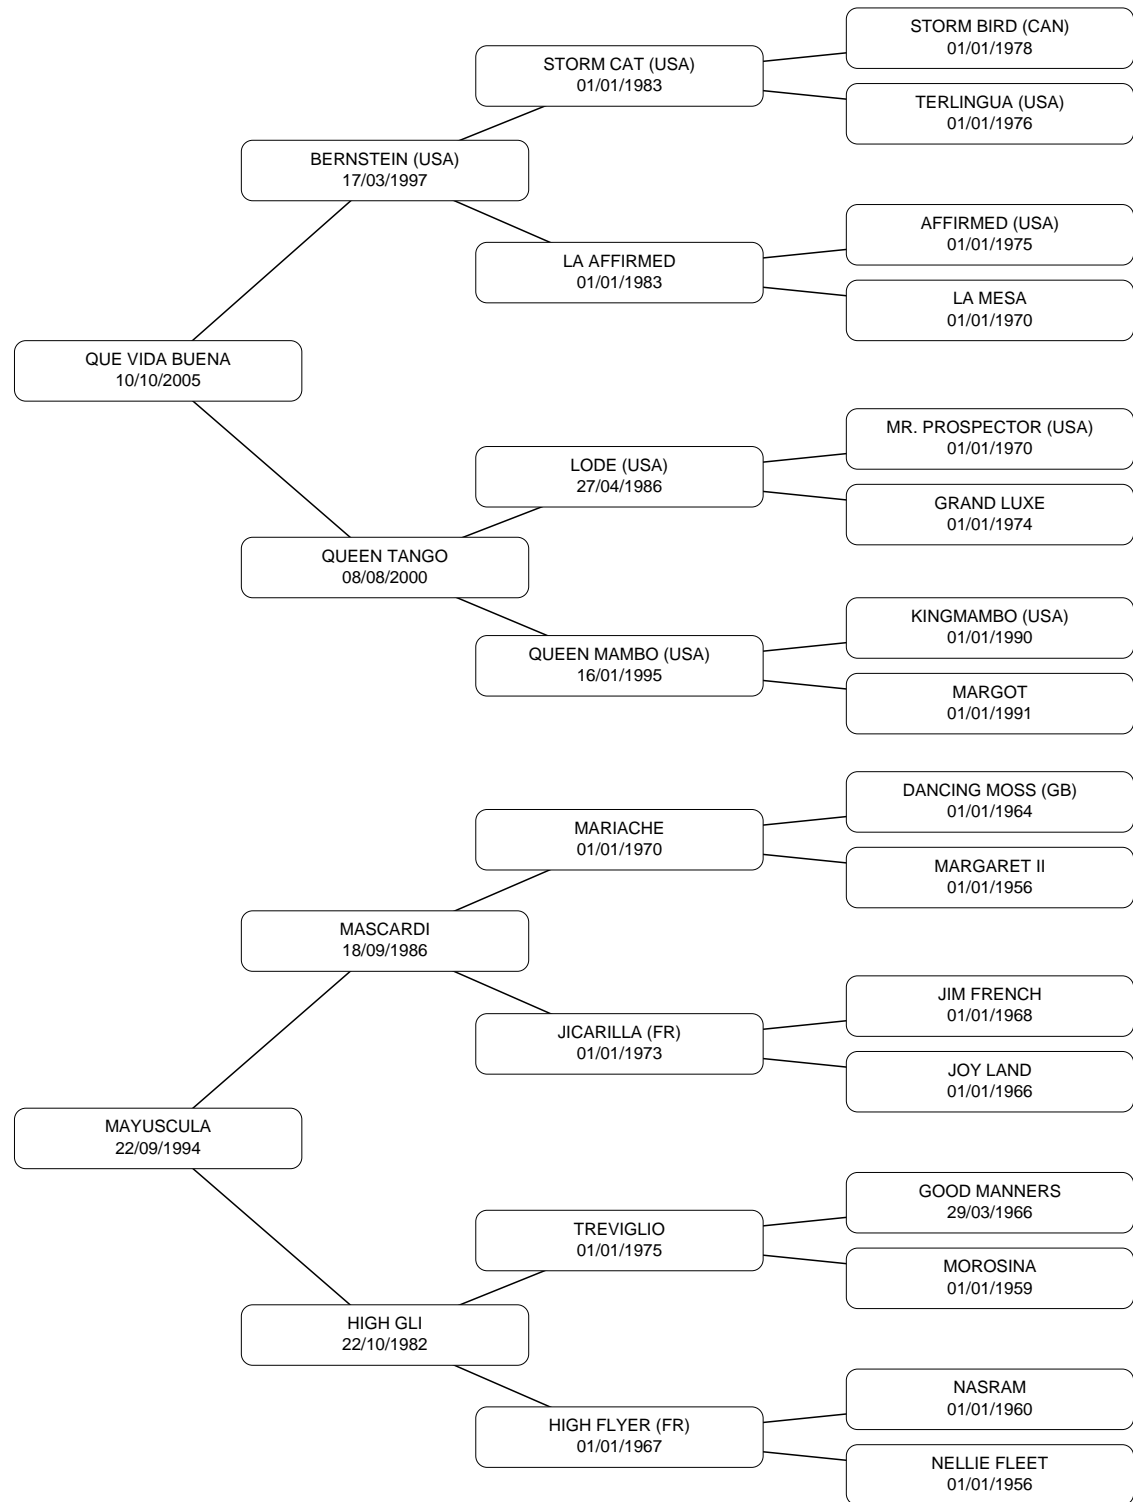 STORM BIRD (CAN)
01/01/1978
STORM CAT (USA)
01/01/1983
TERLINGUA (USA)
01/01/1976
BERNSTEIN (USA)
17/03/1997
AFFIRMED (USA)
01/01/1975
LA AFFIRMED
01/01/1983
LA MESA
01/01/1970
QUE VIDA BUENA
10/10/2005
MR. PROSPECTOR (USA)
01/01/1970
LODE (USA)
27/04/1986
GRAND LUXE
01/01/1974
QUEEN TANGO
08/08/2000
KINGMAMBO (USA)
01/01/1990
QUEEN MAMBO (USA)
16/01/1995
MARGOT
01/01/1991
DANCING MOSS (GB)
01/01/1964
MARIACHE
01/01/1970
MARGARET II
01/01/1956
MASCARDI
18/09/1986
JIM FRENCH
01/01/1968
JICARILLA (FR)
01/01/1973
JOY LAND
01/01/1966
MAYUSCULA
22/09/1994
GOOD MANNERS
29/03/1966
TREVIGLIO
01/01/1975
MOROSINA
01/01/1959
HIGH GLI
22/10/1982
NASRAM
01/01/1960
HIGH FLYER (FR)
01/01/1967
NELLIE FLEET
01/01/1956